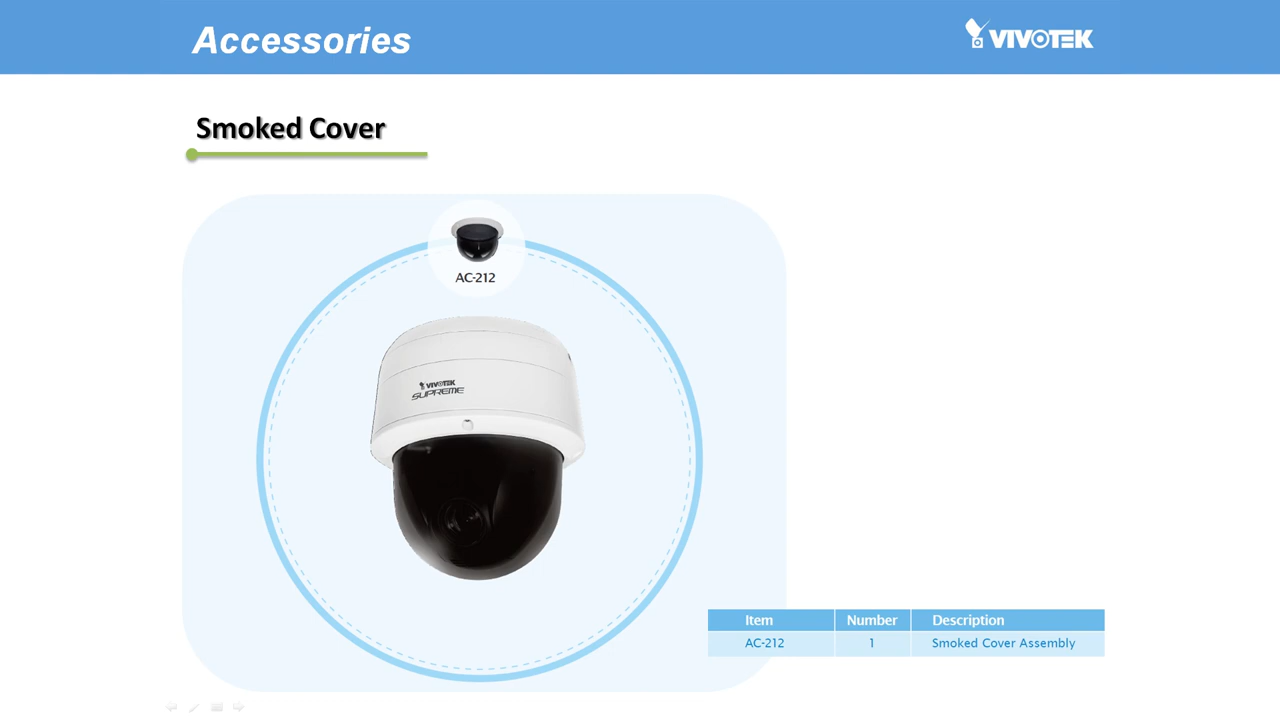 Accessories
VIVOTEK
Smoked Cover
AC-212
VIVOTEK
SUPREME
Item Number Description
AC-212 1 Smoked Cover Assembly